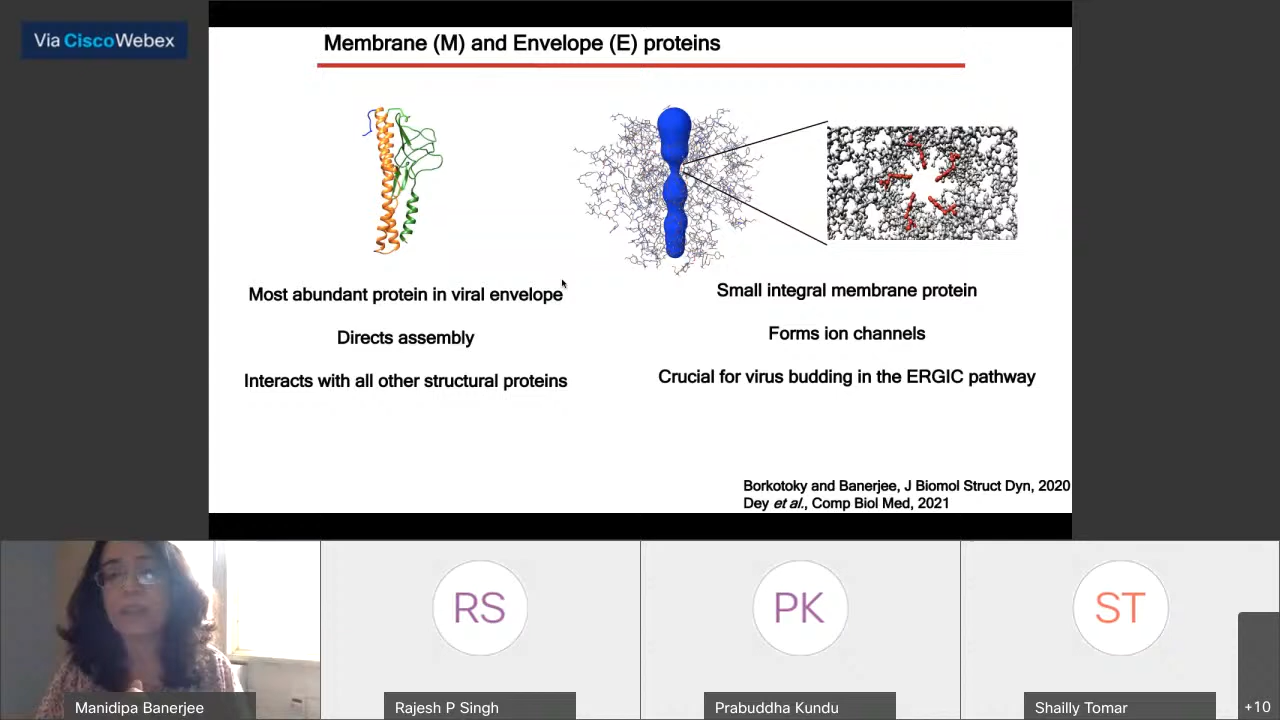 Via Cisco Webex
Membrane (M) and Envelope (E) proteins
Most abundant protein in viral envelope
Directs assembly
Interacts with all other structural proteins
Small integral membrane protein
Forms ion channels
Crucial for virus budding in the ERGIC pathway
Borkotoky and Banerjee, J Biomol Struct Dyn, 2020
Dey et al., Comp Biol Med, 2021
RS
PK
ST
Manidipa Banerjee
Rajesh P Singh
Prabuddha Kundu
Shailly Tomar
+10